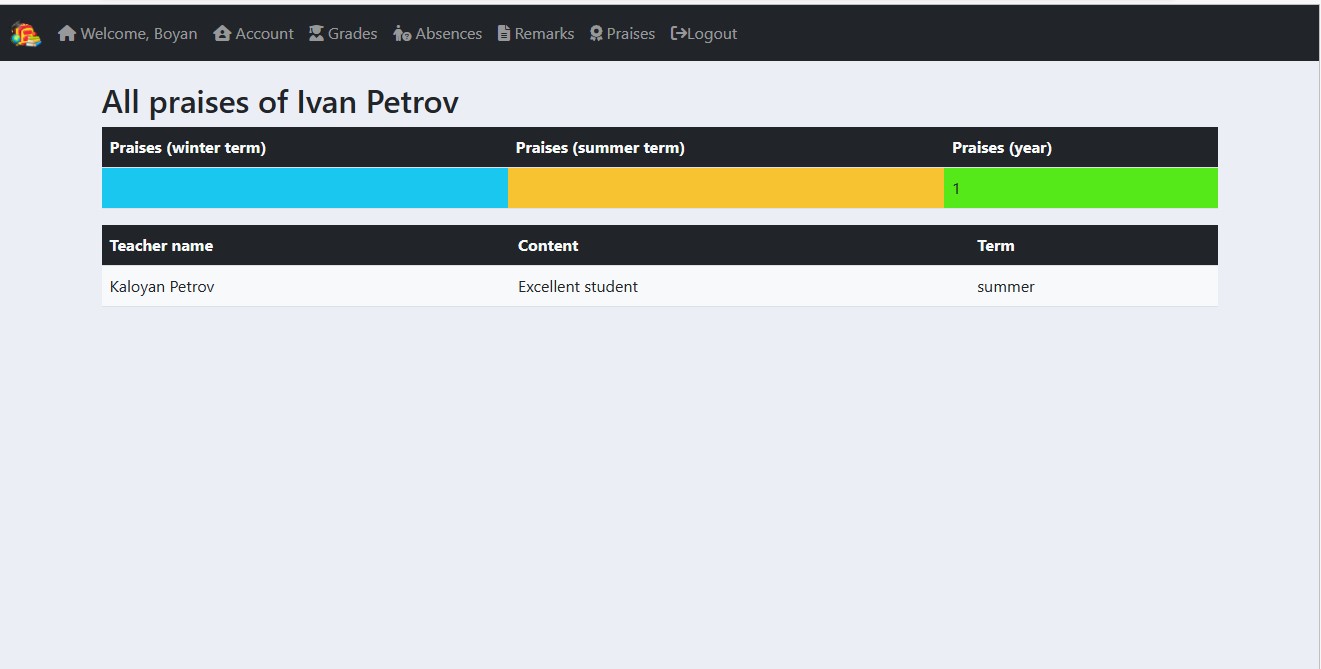 Welcome, Boyan Account Grades Absences Remarks Praises Logout
All praises of Ivan Petrov
Praises (winter term) Praises (summer term) Praises (year)
1
Teacher name Content Term
Kaloyan Petrov Excellent student summer